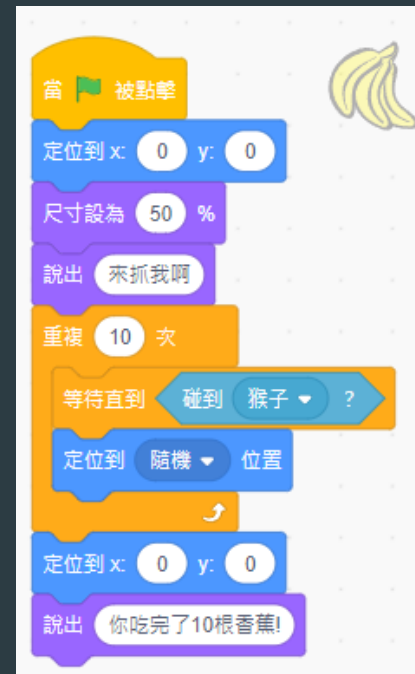 當 被點擊
定位到 x: 0 y: 0
尺寸設為 50 %
說出 來抓我啊
重複 10 次
等待直到 碰到 猴子 ?
定位到 隨機 位置
定位到 x: 0 y: 0
說出 你吃完了10根香蕉!